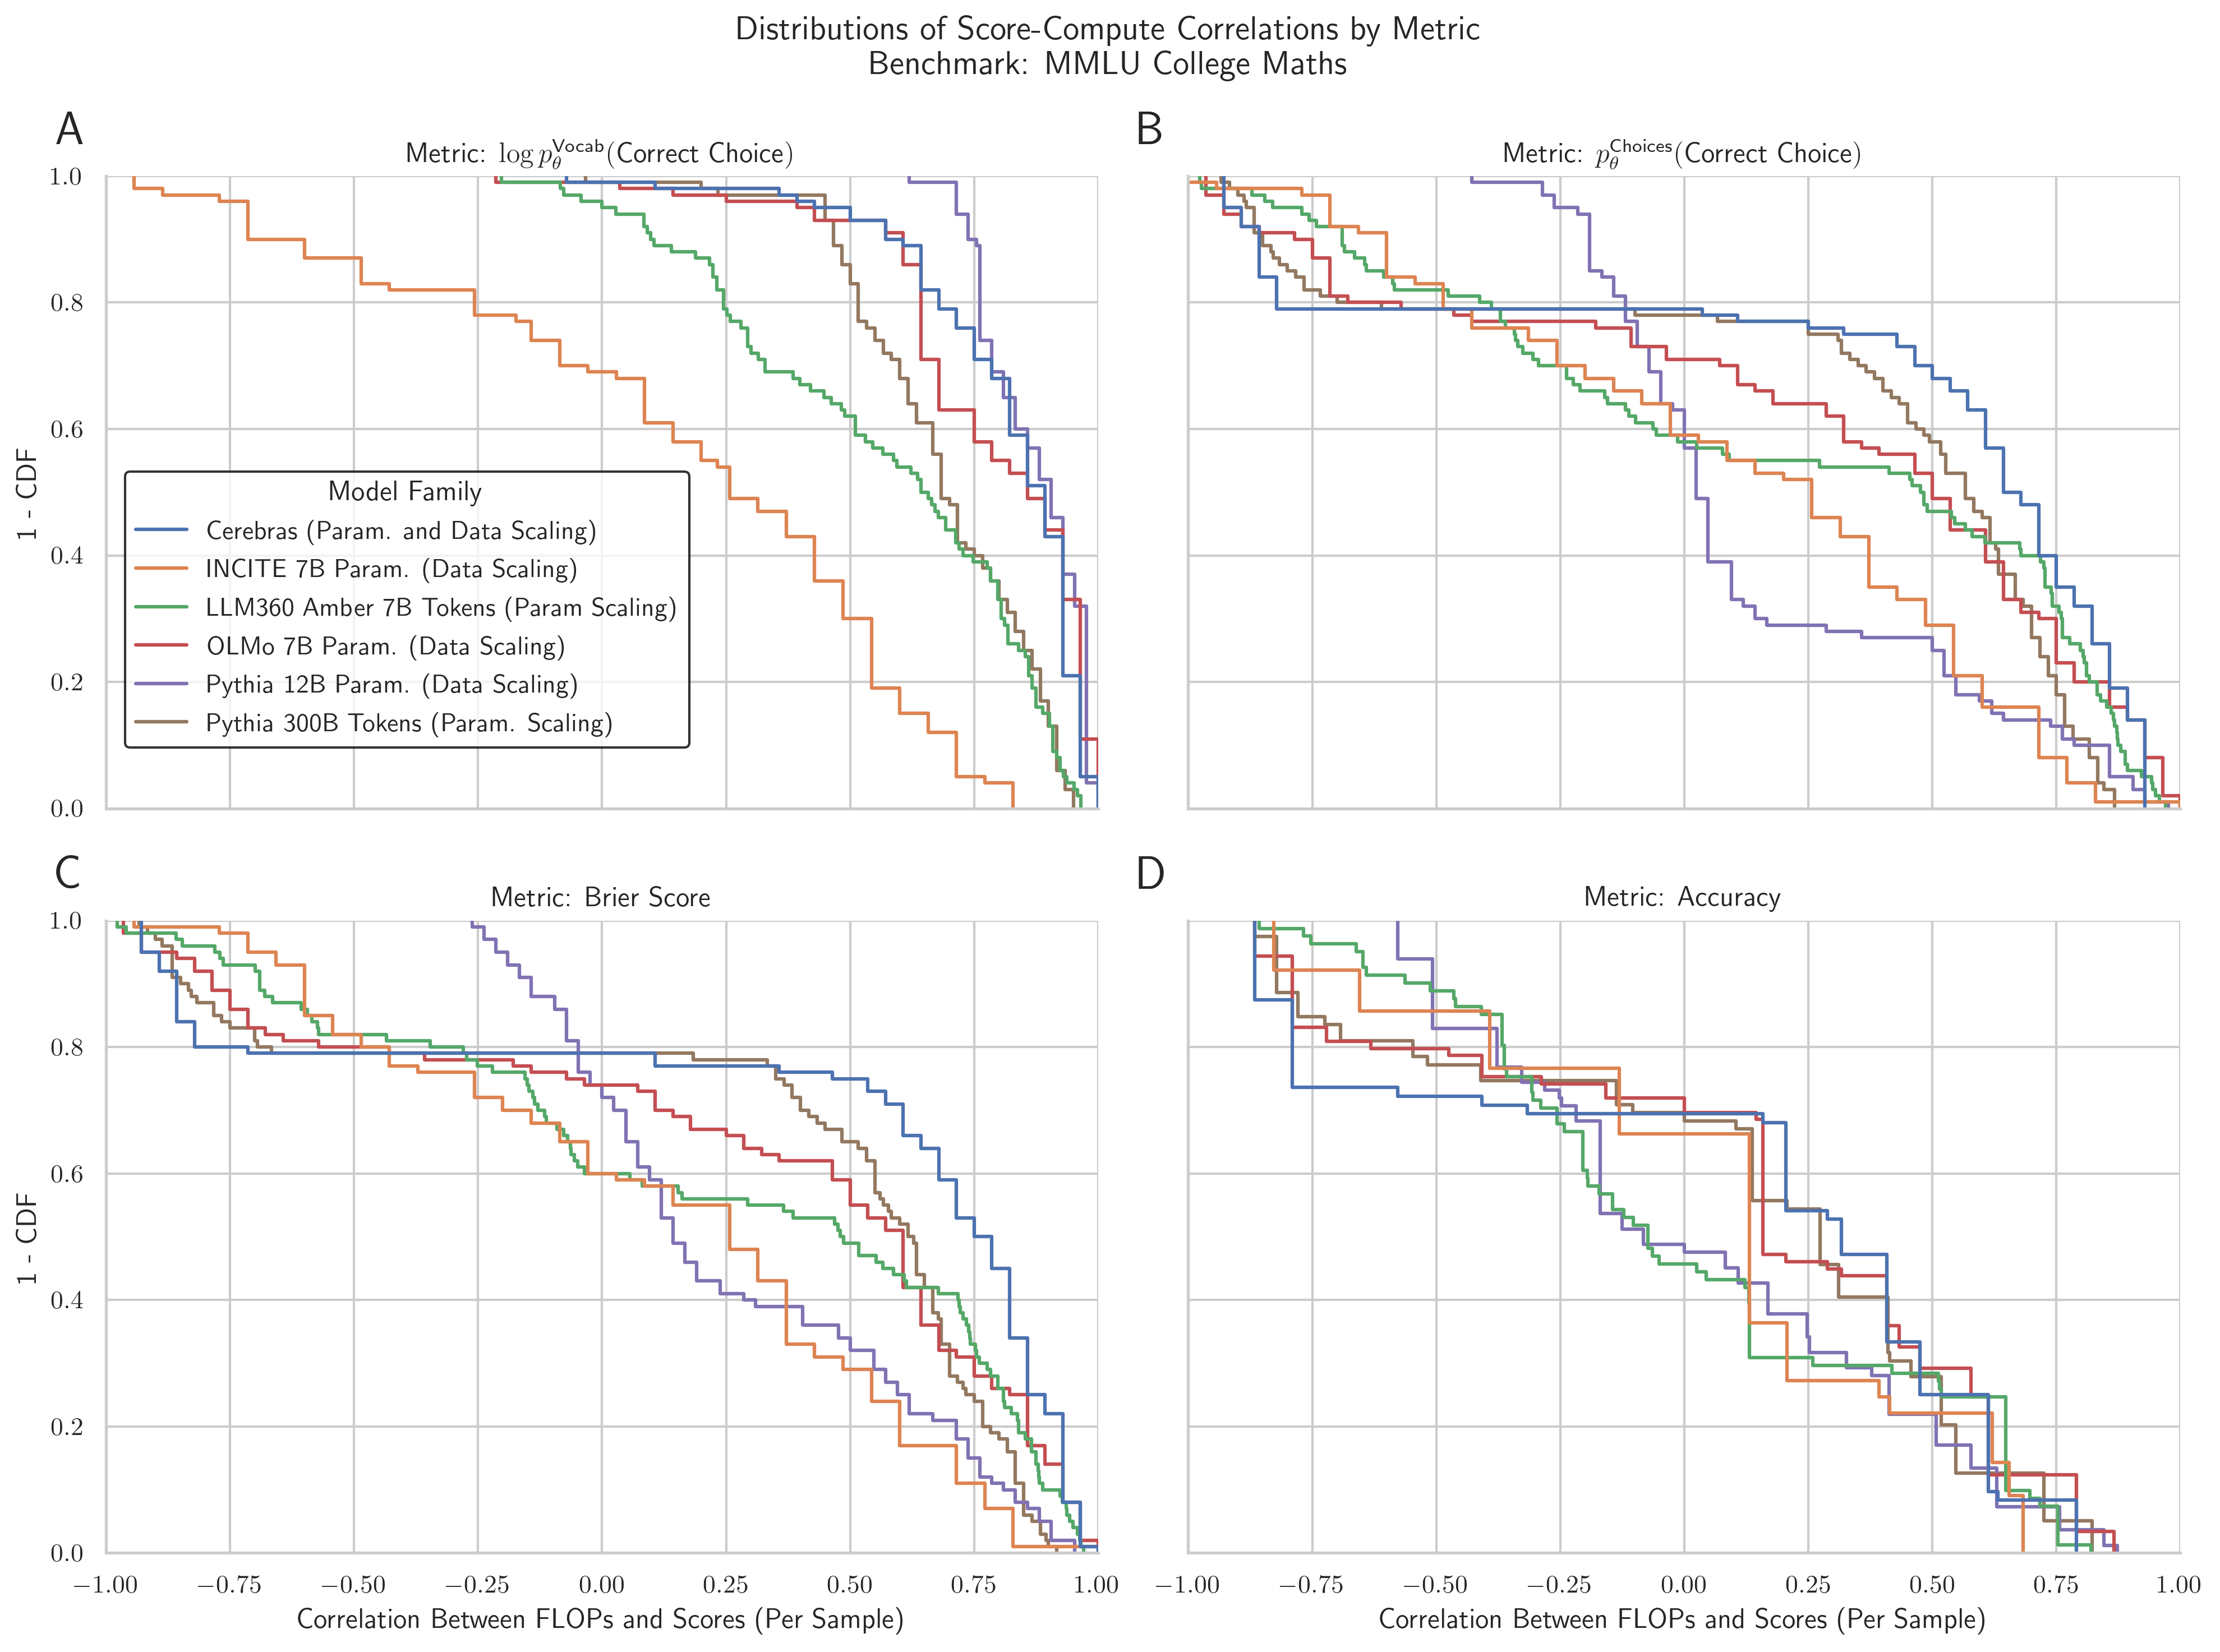 Distributions of Score-Compute Correlations by Metric
Benchmark: MMLU College Maths
A
Metric: log p_θ^Vocab(Correct Choice)
1.0
0.8
0.6
0.4
0.2
0.0
1 - CDF
Model Family
Cerebras (Param. and Data Scaling)
INCITE 7B Param. (Data Scaling)
LLM360 Amber 7B Tokens (Param Scaling)
OLMo 7B Param. (Data Scaling)
Pythia 12B Param. (Data Scaling)
Pythia 300B Tokens (Param. Scaling)
B
Metric: p_θ^Choices(Correct Choice)
C
Metric: Brier Score
1.0
0.8
0.6
0.4
0.2
0.0
1 - CDF
−1.00 −0.75 −0.50 −0.25 0.00 0.25 0.50 0.75 1.00
Correlation Between FLOPs and Scores (Per Sample)
D
Metric: Accuracy
−1.00 −0.75 −0.50 −0.25 0.00 0.25 0.50 0.75 1.00
Correlation Between FLOPs and Scores (Per Sample)